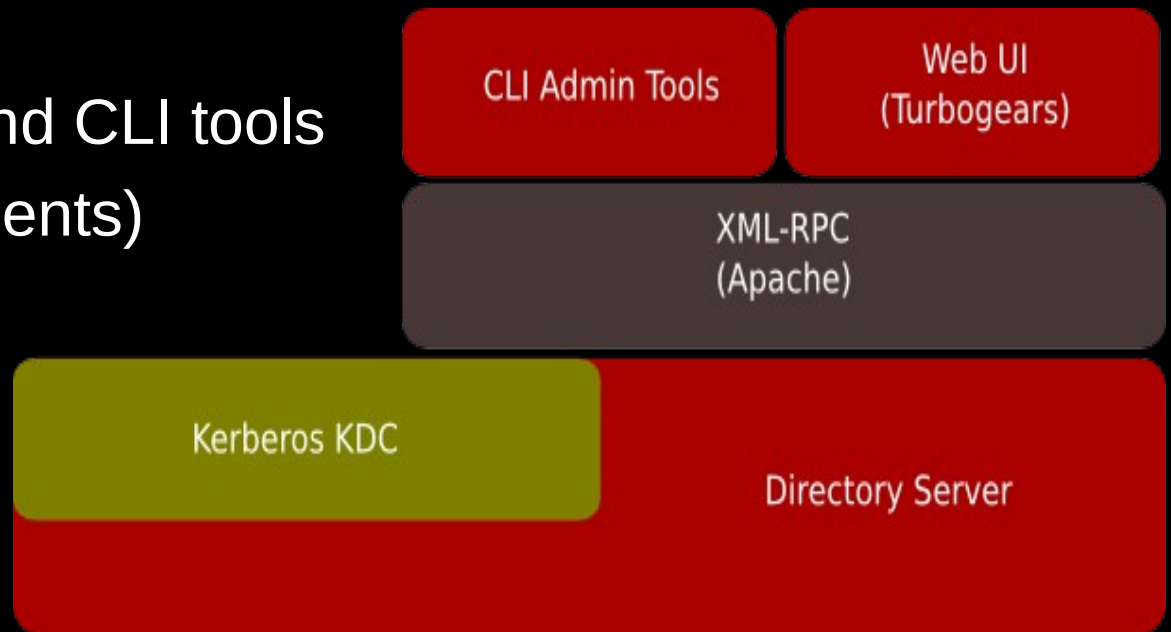 nd CLI tools
ents)
CLI Admin Tools
Web UI
(Turbogears)
XML-RPC
(Apache)
Kerberos KDC
Directory Server